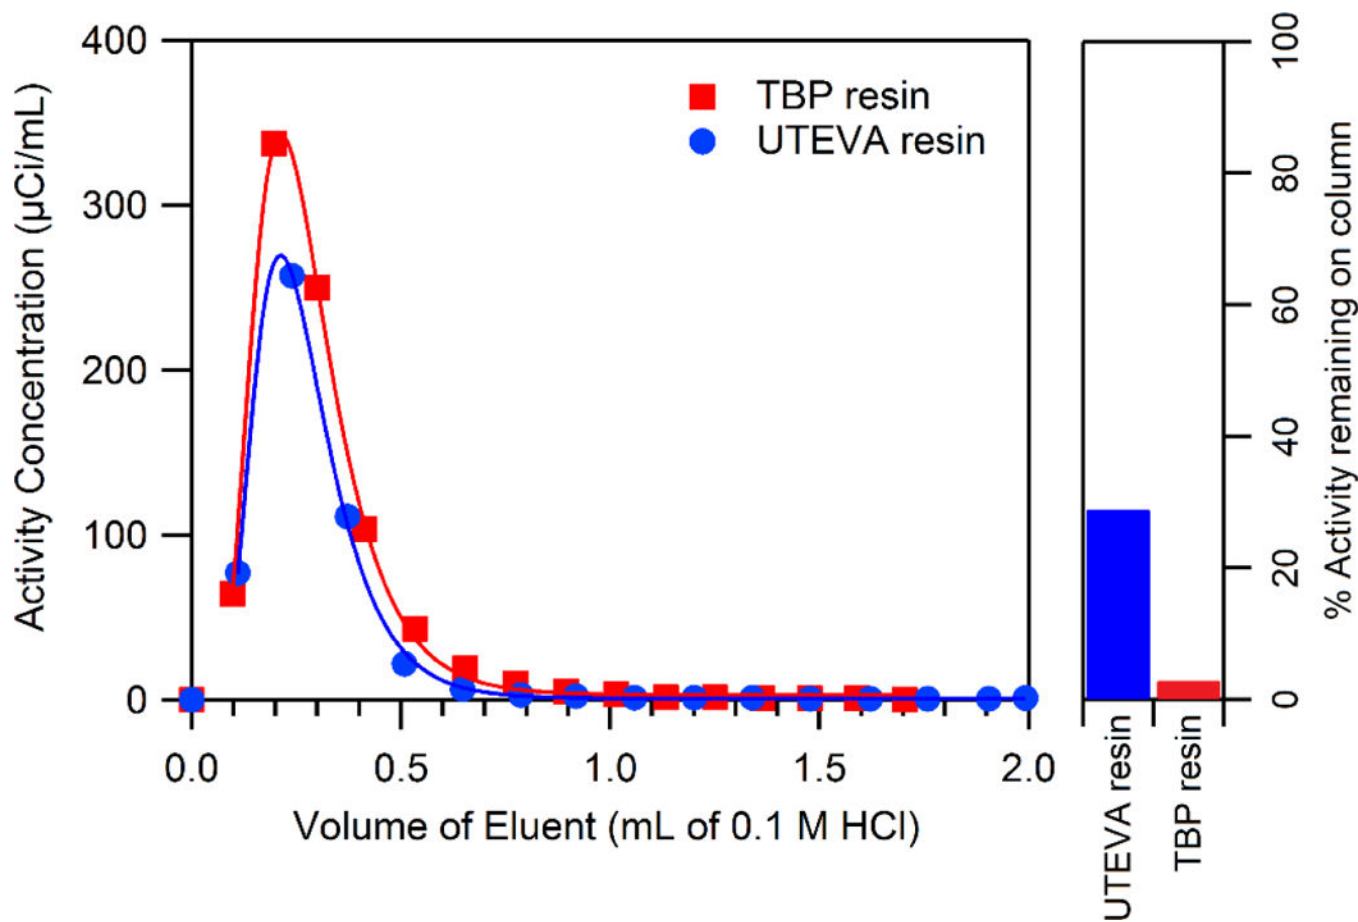 Activity Concentration (μCi/mL)
400
300
200
100
0
TBP resin
UTEVA resin
0.0
0.5
1.0
1.5
2.0
Volume of Eluent (mL of 0.1 M HCl)
100
80
60
40
20
0
% Activity remaining on column
UTEVA resin
TBP resin